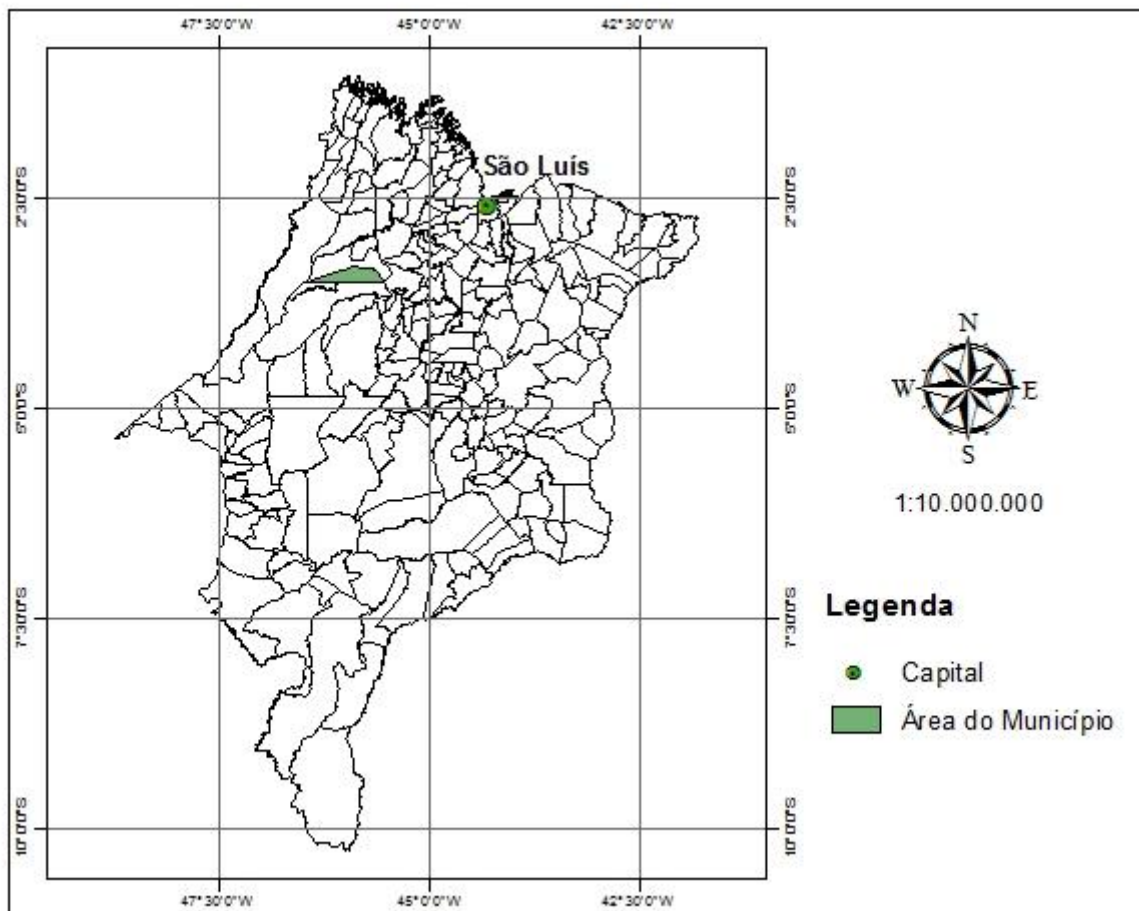 47°30'0"W 45°0'0"W 42°30'0"W
São Luís
2°30'0"S 2°30'0"S
N
W E
S
5°0'0"S 5°0'0"S
1:10.000.000
7°30'0"S 7°30'0"S
Legenda
Capital
Área do Município
10°0'0"S 10°0'0"S
47°30'0"W 45°0'0"W 42°30'0"W